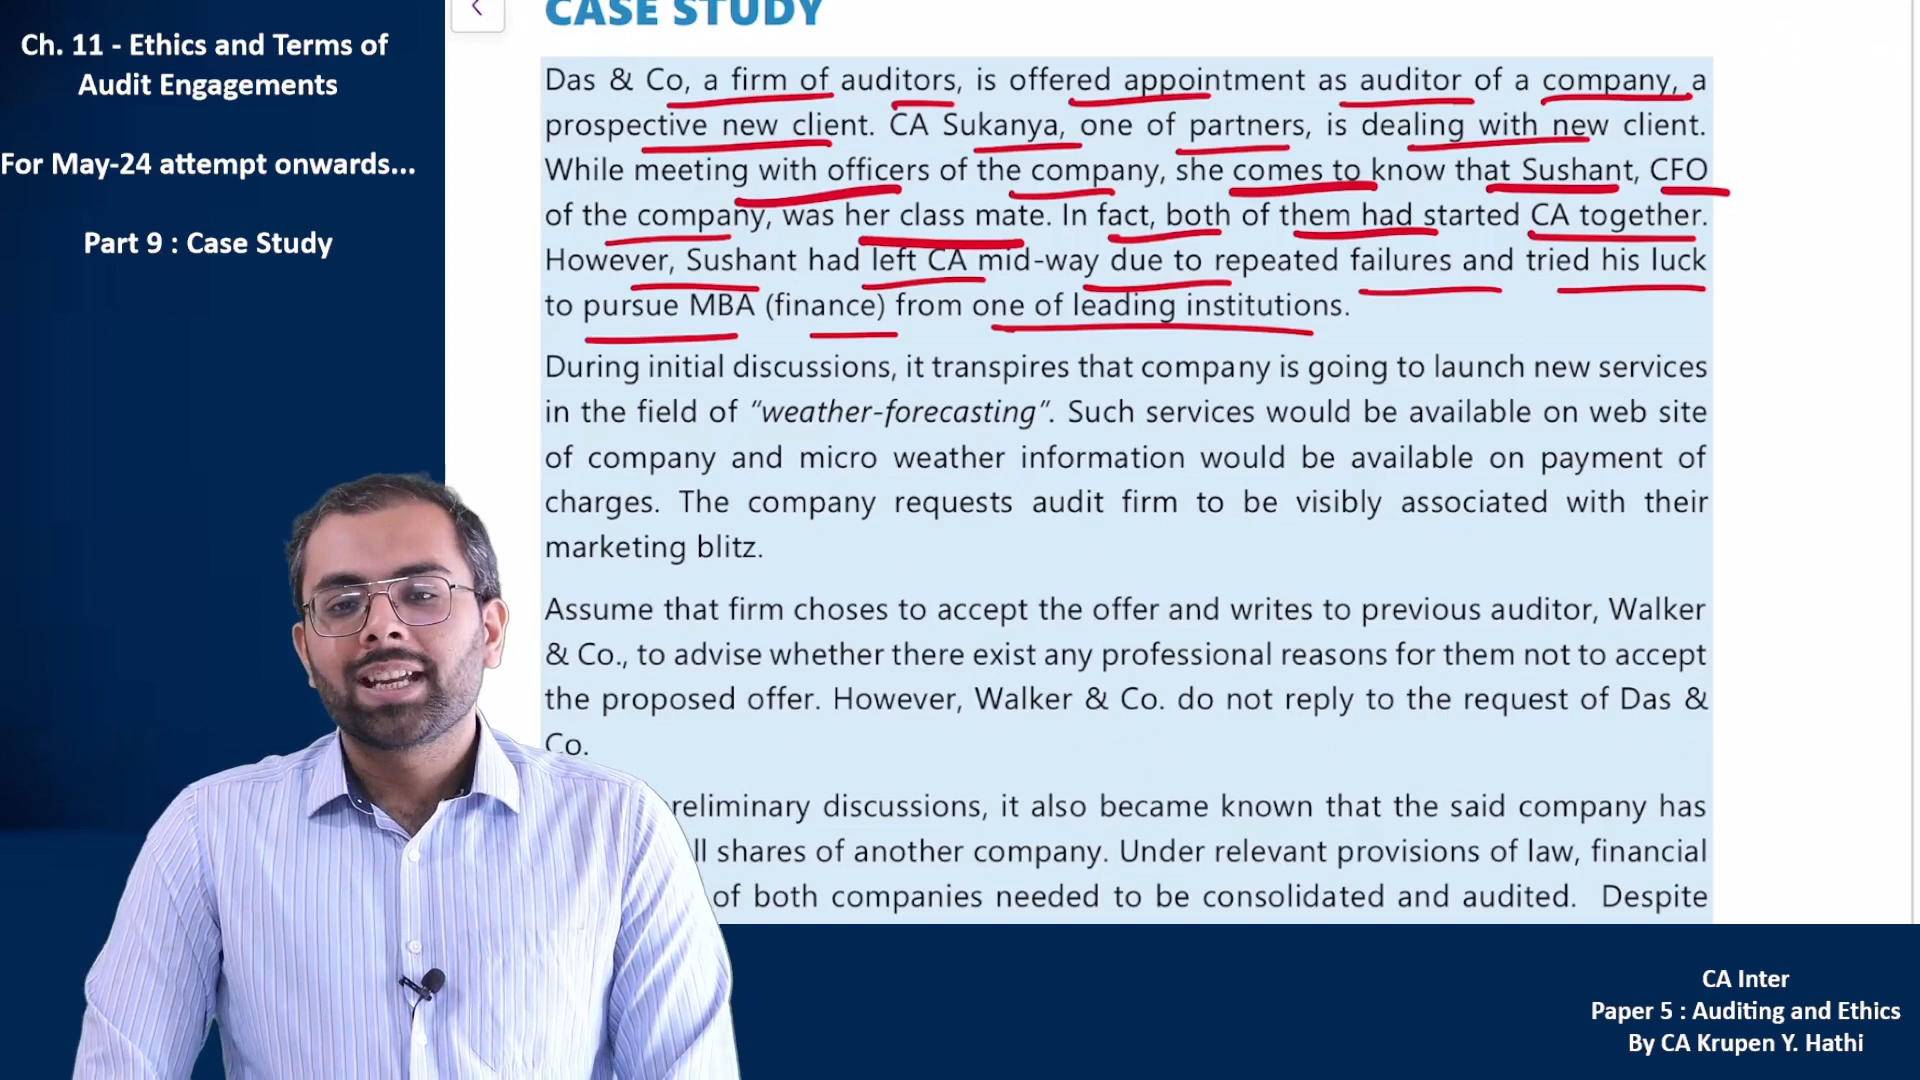 Ch. 11 - Ethics and Terms of
Audit Engagements
For May-24 attempt onwards...
Part 9 : Case Study
CASE STUDY
Das & Co, a firm of auditors, is offered appointment as auditor of a company, a
prospective new client. CA Sukanya, one of partners, is dealing with new client.
While meeting with officers of the company, she comes to know that Sushant, CFO
of the company, was her class mate. In fact, both of them had started CA together.
However, Sushant had left CA mid-way due to repeated failures and tried his luck
to pursue MBA (finance) from one of leading institutions.
During initial discussions, it transpires that company is going to launch new services
in the field of "weather-forecasting". Such services would be available on web site
of company and micro weather information would be available on payment of
charges. The company requests audit firm to be visibly associated with their
marketing blitz.
Assume that firm choses to accept the offer and writes to previous auditor, Walker
& Co., to advise whether there exist any professional reasons for them not to accept
the proposed offer. However, Walker & Co. do not reply to the request of Das &
Co.
reliminary discussions, it also became known that the said company has
ll shares of another company. Under relevant provisions of law, financial
of both companies needed to be consolidated and audited. Despite
CA Inter
Paper 5 : Auditing and Ethics
By CA Krupen Y. Hathi